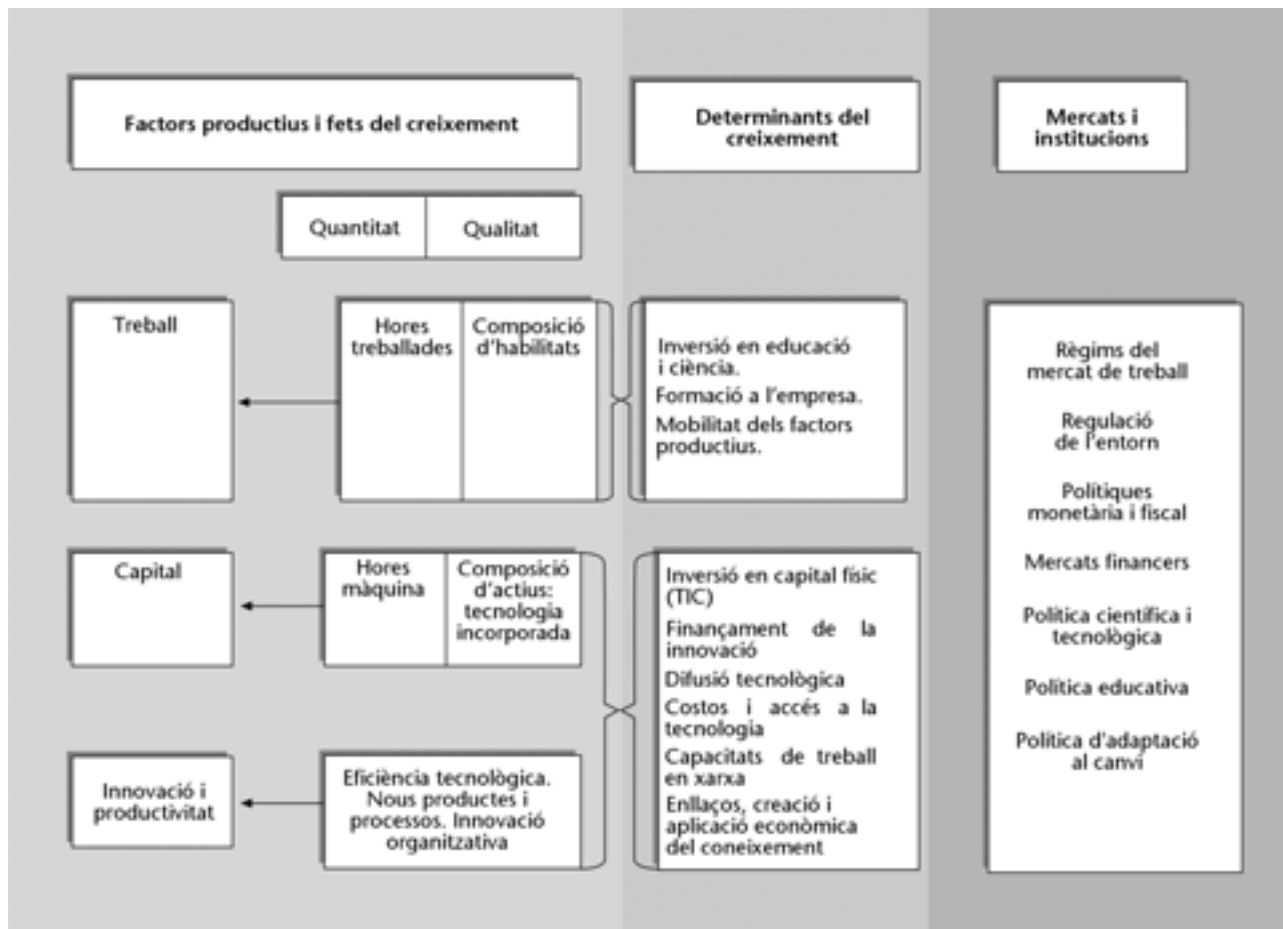 Factors productius i fets del creixement
Determinants del
creixement
Mercats i
institucions
Quantitat
Qualitat
Treball
Hores
treballades
Composició
d'habilitats
Inversió en educació
i ciència.
Formació a l'empresa.
Mobilitat dels factors
productius.
Capital
Hores
màquina
Composició
d'actius:
tecnologia
incorporada
Inversió en capital físic
(TIC)
Finançament de la
innovació
Difusió tecnològica
Costos i accés a la
tecnologia
Capacitats de treball
en xarxa
Enllaços, creació i
aplicació econòmica
del coneixement
Innovació i
productivitat
Eficiència tecnològica.
Nous productes i
processos. Innovació
organitzativa
Règims del
mercat de treball
Regulació
de l'entorn
Polítiques
monetària i fiscal
Mercats financers
Política científica i
tecnològica
Política educativa
Política d'adaptació
al canvi